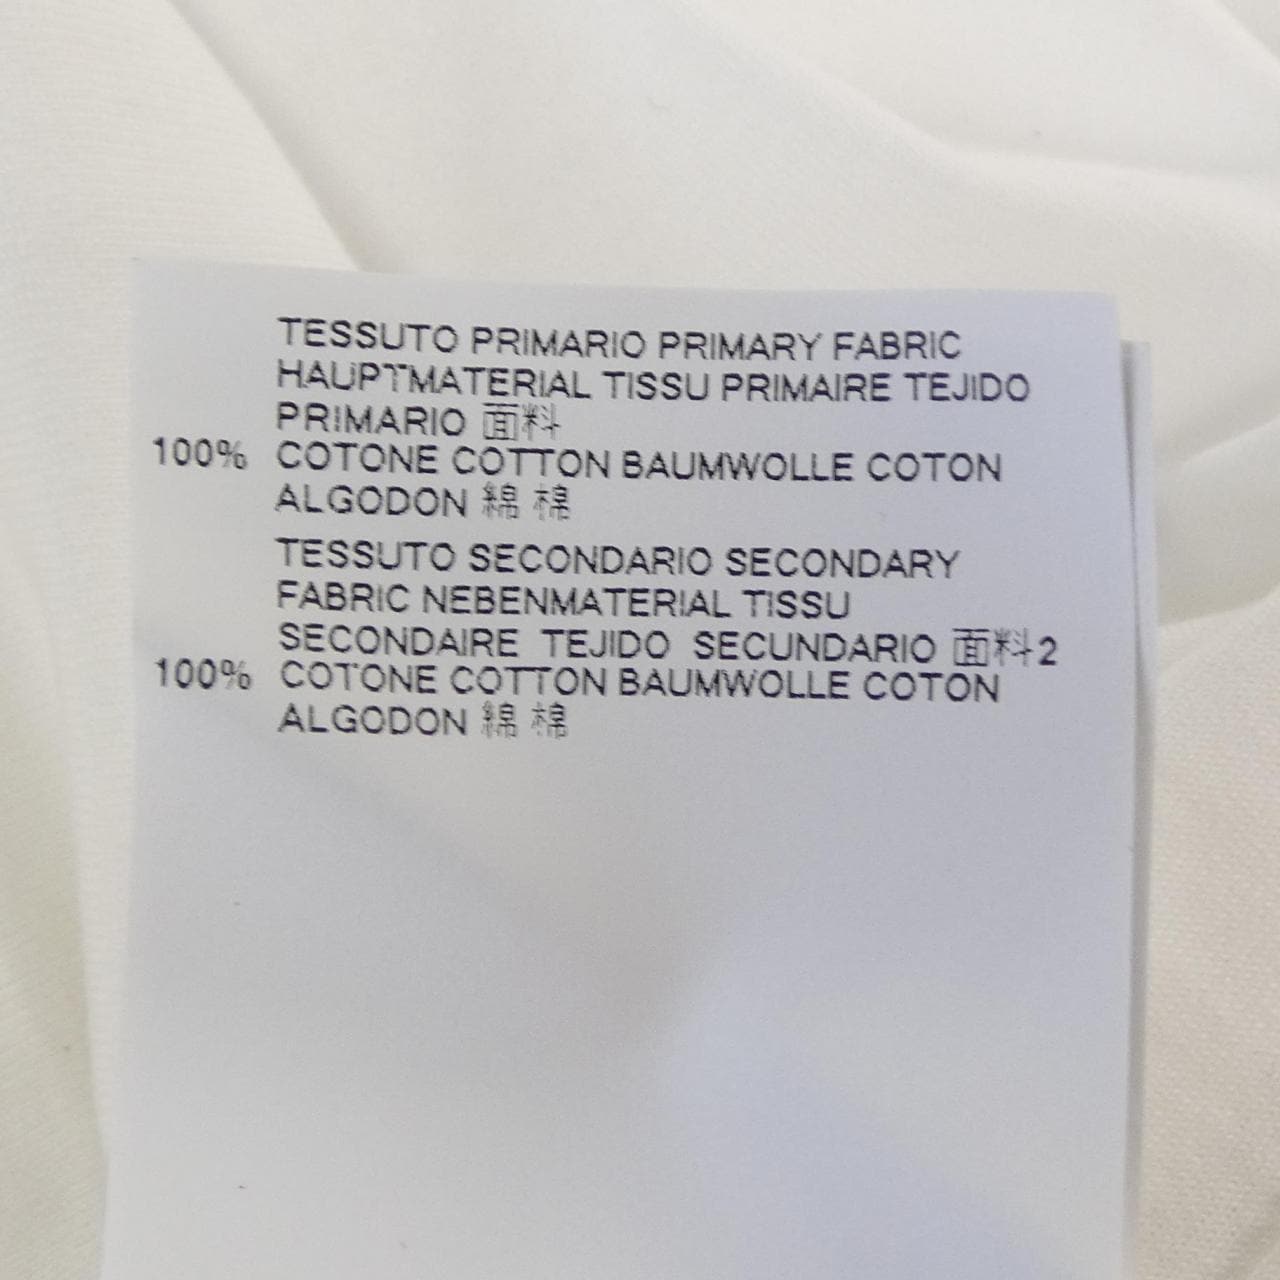 TESSUTO PRIMARIO PRIMARY FABRIC
HAUPTMATERIAL TISSU PRIMAIRE TEJIDO
PRIMARIO 面料
100% COTONE COTTON BAUMWOLLE COTON
ALGODON 綿 棉
TESSUTO SECONDARIO SECONDARY
FABRIC NEBENMATERIAL TISSU
SECONDAIRE TEJIDO SECUNDARIO 面料2
100% COTONE COTTON BAUMWOLLE COTON
ALGODON 綿 棉